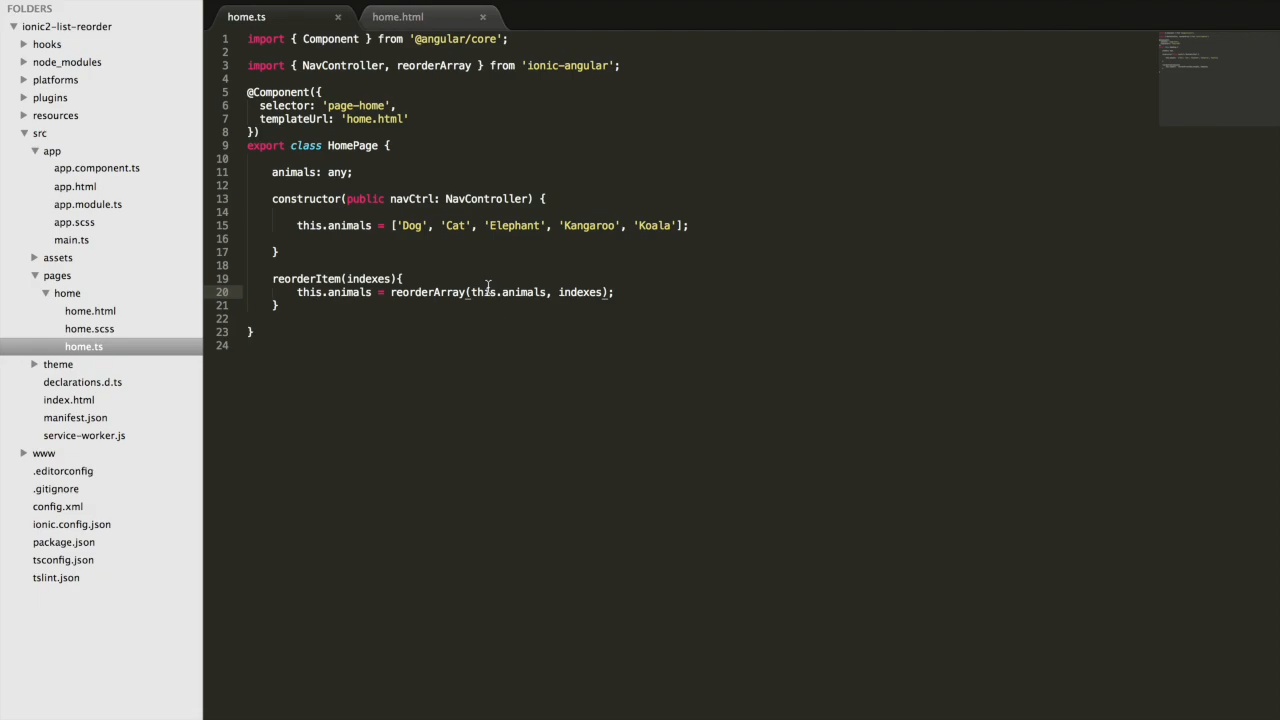 FOLDERS
ionic2-list-reorder
hooks
node_modules
platforms
plugins
resources
src
app
app.component.ts
app.html
app.module.ts
app.scss
main.ts
assets
pages
home
home.html
home.scss
home.ts
theme
declarations.d.ts
index.html
manifest.json
service-worker.js
www
.editorconfig
.gitignore
config.xml
ionic.config.json
package.json
tsconfig.json
tslint.json
home.ts × home.html ×
1 import { Component } from '@angular/core';
2
3 import { NavController, reorderArray } from 'ionic-angular';
4
5 @Component({
6 selector: 'page-home',
7 templateUrl: 'home.html'
8 })
9 export class HomePage {
10
11 animals: any;
12
13 constructor(public navCtrl: NavController) {
14
15 this.animals = ['Dog', 'Cat', 'Elephant', 'Kangaroo', 'Koala'];
16
17 }
18
19 reorderItem(indexes){
20 this.animals = reorderArray(this.animals, indexes);
21 }
22
23 }
24